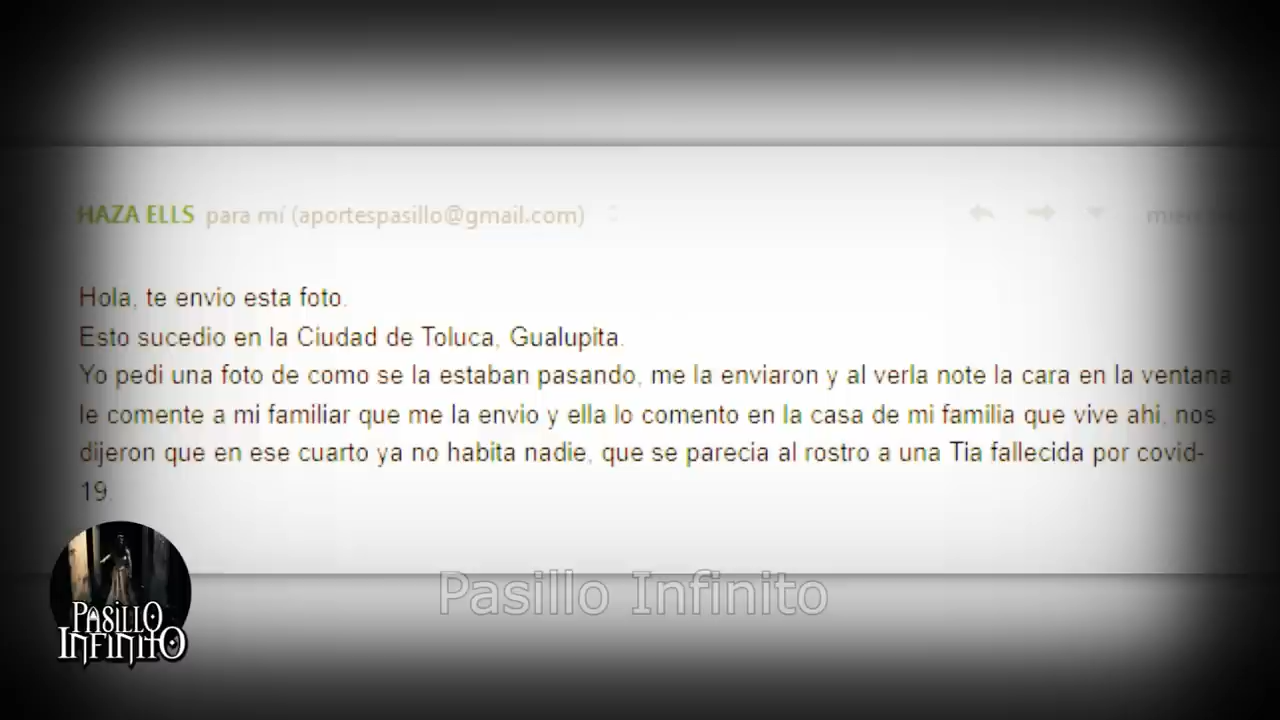 HAZA ELLS para mí (aportespasillo@gmail.com)
Hola, te envio esta foto.
Esto sucedio en la Ciudad de Toluca, Gualupita.
Yo pedi una foto de como se la estaban pasando, me la enviaron y al verla note la cara en la ventana
le comente a mi familiar que me la envio y ella lo comento en la casa de mi familia que vive ahi, nos
dijeron que en ese cuarto ya no habita nadie, que se parecia al rostro a una Tia fallecida por covid-
19.
Pasillo Infinito
PASILLO
INFINITO